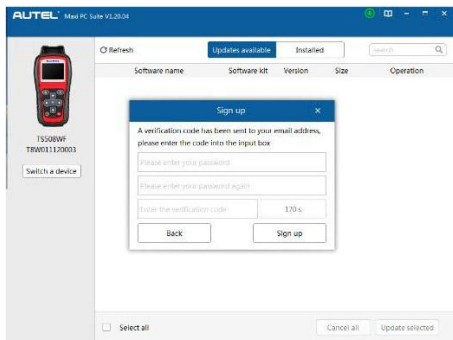 AUTEL Maxi PC Suite V1.29.04
Refresh
Updates available
Installed
search
Software name
Software kit
Version
Size
Operation
TS508WF
TBW011120003
Switch a device
Sign up
A verification code has been sent to your email address,
please enter the code into the input box
Please enter your password
Please enter your password again
Enter the verification code
170 s
Back
Sign up
Select all
Cancel all
Update selected